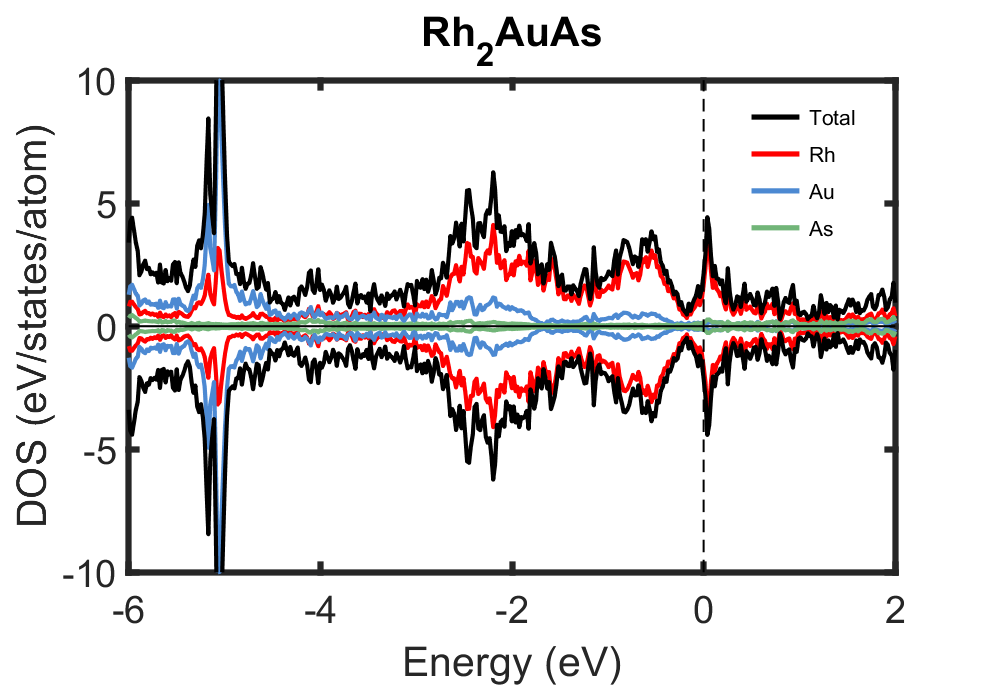 Rh₂AuAs
DOS (eV/states/atom)
10
5
0
-5
-10
Total
Rh
Au
As
-6 -4 -2 0 2
Energy (eV)